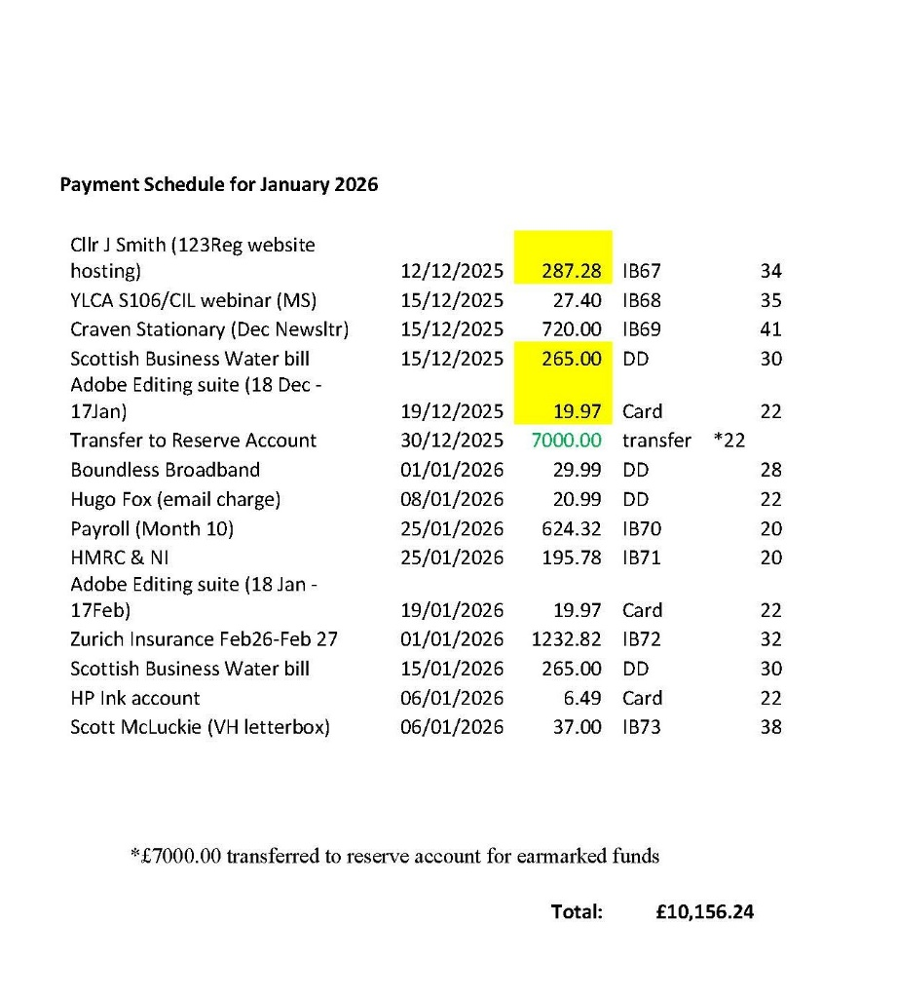 Payment Schedule for January 2026
Cllr J Smith (123Reg website
hosting) 12/12/2025 287.28 IB67 34
YLCA S106/CIL webinar (MS) 15/12/2025 27.40 IB68 35
Craven Stationary (Dec Newsltr) 15/12/2025 720.00 IB69 41
Scottish Business Water bill 15/12/2025 265.00 DD 30
Adobe Editing suite (18 Dec -
17Jan) 19/12/2025 19.97 Card 22
Transfer to Reserve Account 30/12/2025 7000.00 transfer *22
Boundless Broadband 01/01/2026 29.99 DD 28
Hugo Fox (email charge) 08/01/2026 20.99 DD 22
Payroll (Month 10) 25/01/2026 624.32 IB70 20
HMRC & NI 25/01/2026 195.78 IB71 20
Adobe Editing suite (18 Jan -
17Feb) 19/01/2026 19.97 Card 22
Zurich Insurance Feb26-Feb 27 01/01/2026 1232.82 IB72 32
Scottish Business Water bill 15/01/2026 265.00 DD 30
HP Ink account 06/01/2026 6.49 Card 22
Scott McLuckie (VH letterbox) 06/01/2026 37.00 IB73 38
*£7000.00 transferred to reserve account for earmarked funds
Total: £10,156.24